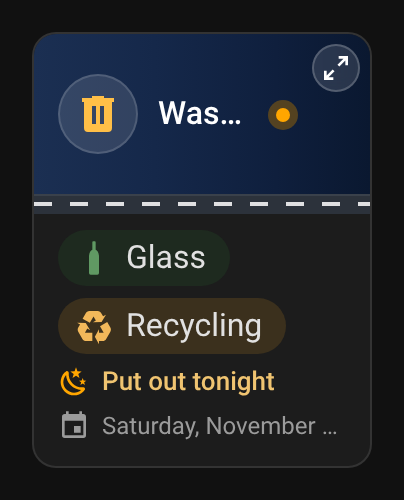 Was...
Glass
Recycling
Put out tonight
Saturday, November ...